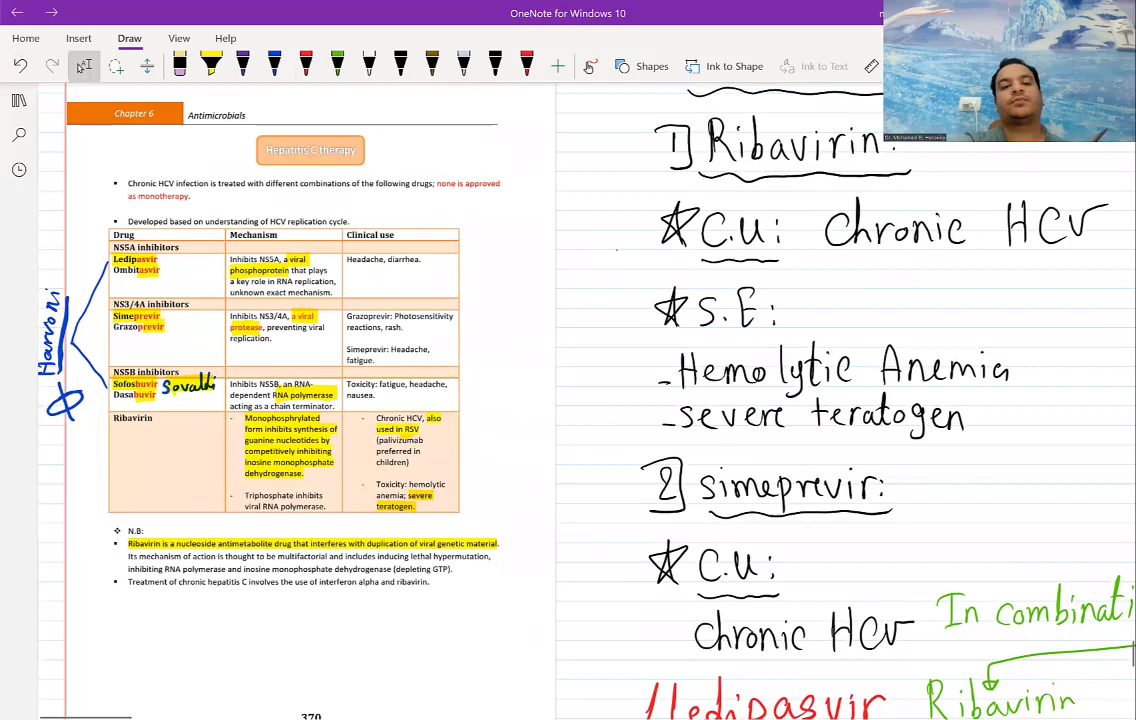 OneNote for Windows 10
Home Insert Draw View Help
Shapes Ink to Shape Ink to Text
Dr. Mohamed EL Husseiny
Chapter 6 Antimicrobials
Hepatitis C therapy
Chronic HCV infection is treated with different combinations of the following drugs; none is approved
as monotherapy.
Developed based on understanding of HCV replication cycle.
Drug Mechanism Clinical use
NS5A inhibitors
Ledipasvir
Ombitasvir
Inhibits NS5A, a viral
phosphoprotein that plays
a key role in RNA replication,
unknown exact mechanism.
Headache, diarrhea.
NS3/4A inhibitors
Simeprevir
Grazoprevir
Inhibits NS3/4A, a viral
protease, preventing viral
replication.
Grazoprevir: Photosensitivity
reactions, rash.
Simeprevir: Headache,
fatigue.
NS5B inhibitors
Sofosbuvir Sovaldi
Dasabuvir
Inhibits NS5B, an RNA-
dependent RNA polymerase
acting as a chain terminator.
Toxicity: fatigue, headache,
nausea.
Ribavirin
- Monophosphrylated
form inhibits synthesis of
guanine nucleotides by
competitively inhibiting
inosine monophosphate
dehydrogenase.
- Triphosphate inhibits
viral RNA polymerase.
- Chronic HCV, also
used in RSV
(palivizumab
preferred in
children)
- Toxicity: hemolytic
anemia; severe
teratogen.
Harvoni
N.B:
Ribavirin is a nucleoside antimetabolite drug that interferes with duplication of viral genetic material.
Its mechanism of action is thought to be multifactorial and includes inducing lethal hypermutation,
inhibiting RNA polymerase and inosine monophosphate dehydrogenase (depleting GTP).
Treatment of chronic hepatitis C involves the use of interferon alpha and ribavirin.
370
1] Ribavirin:
C.U: Chronic HCV
S.E:
- Hemolytic Anemia
- severe teratogen
2] simeprevir:
C.U:
chronic HCV
In combinati
Ribavirin
ledipasvir